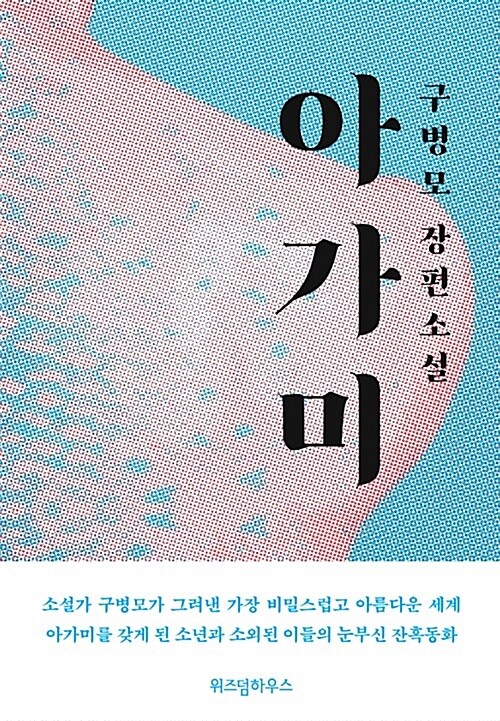 아가미
구병모 장편소설
소설가 구병모가 그려낸 가장 비밀스럽고 아름다운 세계
아가미를 갖게 된 소년과 소외된 이들의 눈부신 잔혹동화
위즈덤하우스